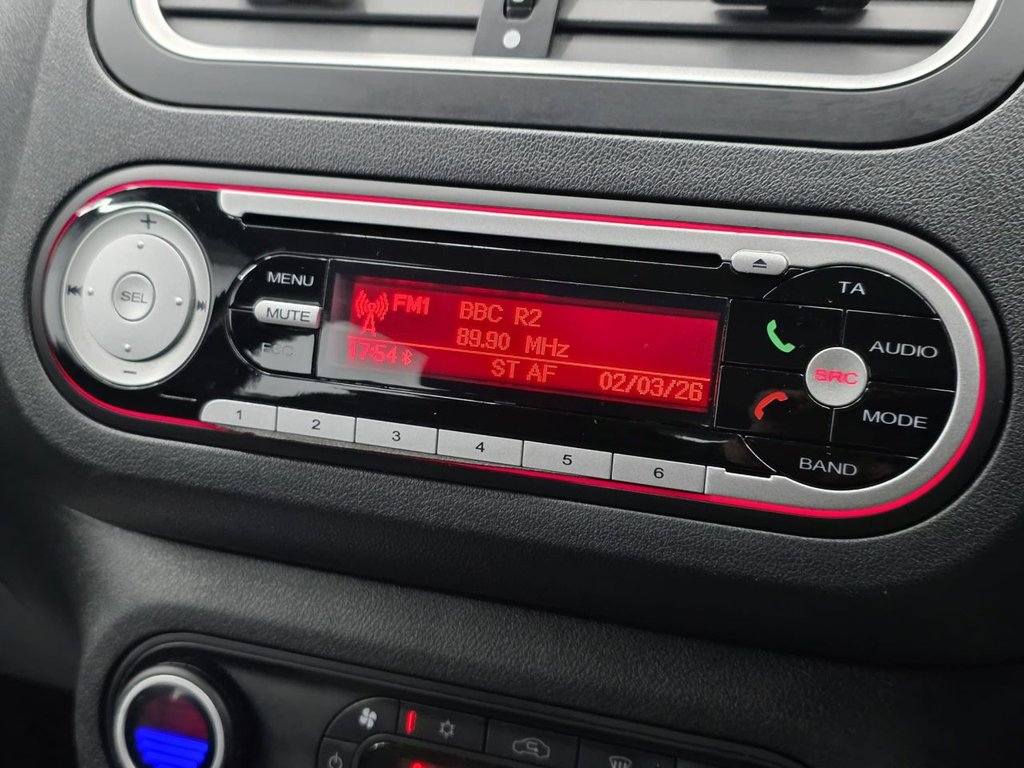 +
SEL
−
MENU
MUTE
ESC
FM1
BBC R2
89.90 MHz
17:54
ST AF
02/03/26
TA
AUDIO
SRC
MODE
BAND
1 2 3 4 5 6